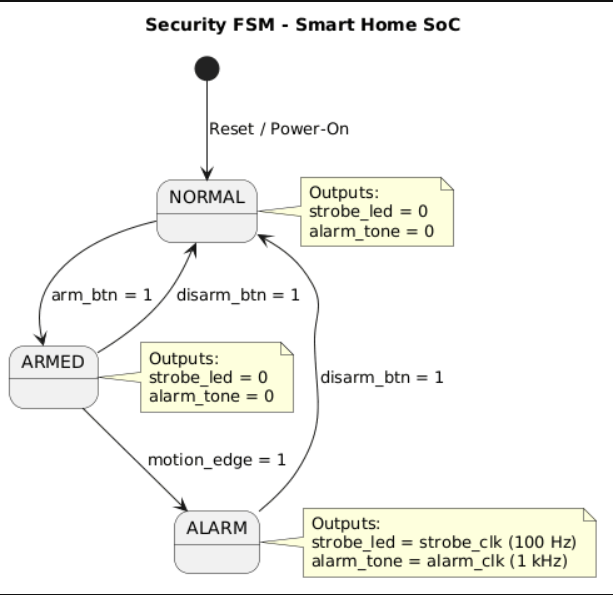 Security FSM - Smart Home SoC
Reset / Power-On
NORMAL
Outputs:
strobe_led = 0
alarm_tone = 0
arm_btn = 1
disarm_btn = 1
ARMED
Outputs:
strobe_led = 0
alarm_tone = 0
disarm_btn = 1
motion_edge = 1
ALARM
Outputs:
strobe_led = strobe_clk (100 Hz)
alarm_tone = alarm_clk (1 kHz)